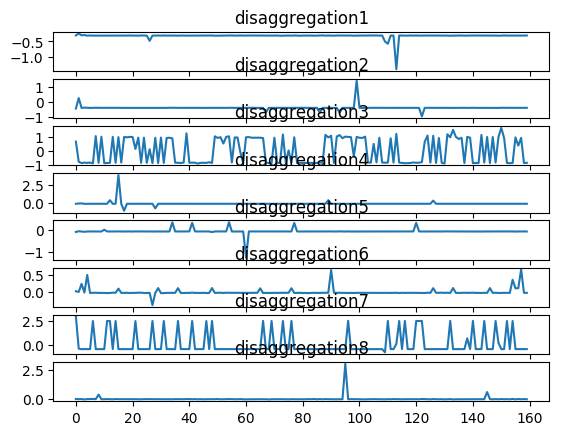 disaggregation1
−0.5
−1.0
disaggregation2
1
0
−1
disaggregation3
1
0
−1
disaggregation4
2.5
0.0
disaggregation5
0
−1
disaggregation6
0.5
0.0
disaggregation7
2.5
0.0
disaggregation8
2.5
0.0
0 20 40 60 80 100 120 140 160